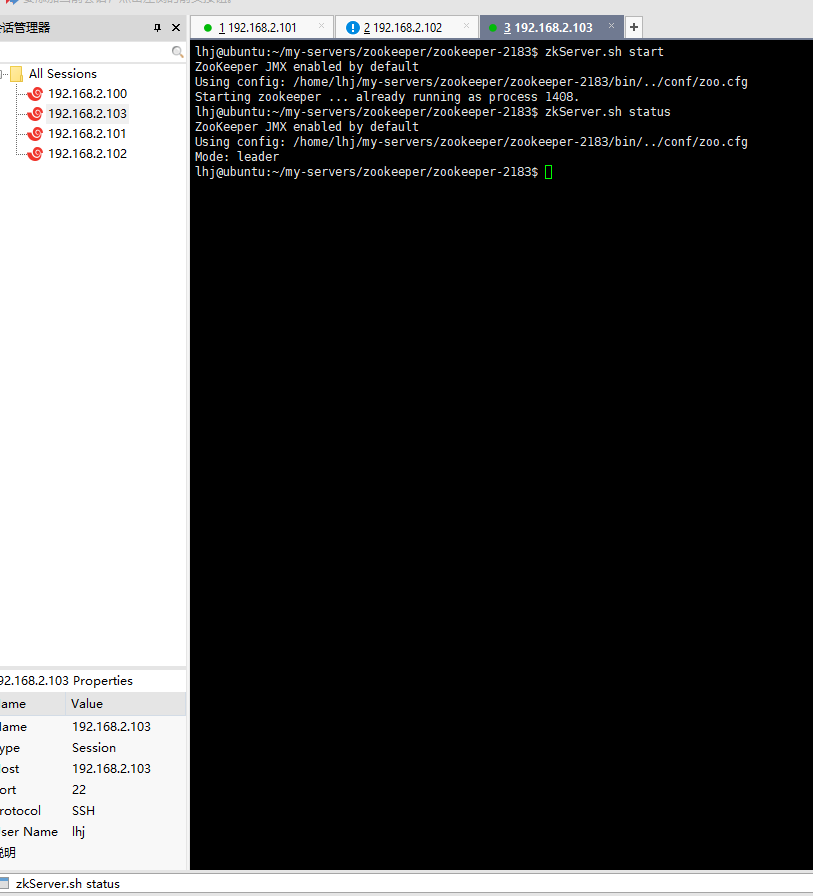 话管理器
1 192.168.2.101
2 192.168.2.102
3 192.168.2.103
All Sessions
192.168.2.100
192.168.2.103
192.168.2.101
192.168.2.102
lhj@ubuntu:~/my-servers/zookeeper/zookeeper-2183$ zkServer.sh start
ZooKeeper JMX enabled by default
Using config: /home/lhj/my-servers/zookeeper/zookeeper-2183/bin/../conf/zoo.cfg
Starting zookeeper ... already running as process 1408.
lhj@ubuntu:~/my-servers/zookeeper/zookeeper-2183$ zkServer.sh status
ZooKeeper JMX enabled by default
Using config: /home/lhj/my-servers/zookeeper/zookeeper-2183/bin/../conf/zoo.cfg
Mode: leader
lhj@ubuntu:~/my-servers/zookeeper/zookeeper-2183$
92.168.2.103 Properties
ame Value
ame 192.168.2.103
ype Session
ost 192.168.2.103
ort 22
rotocol SSH
ser Name lhj
说明
zkServer.sh status